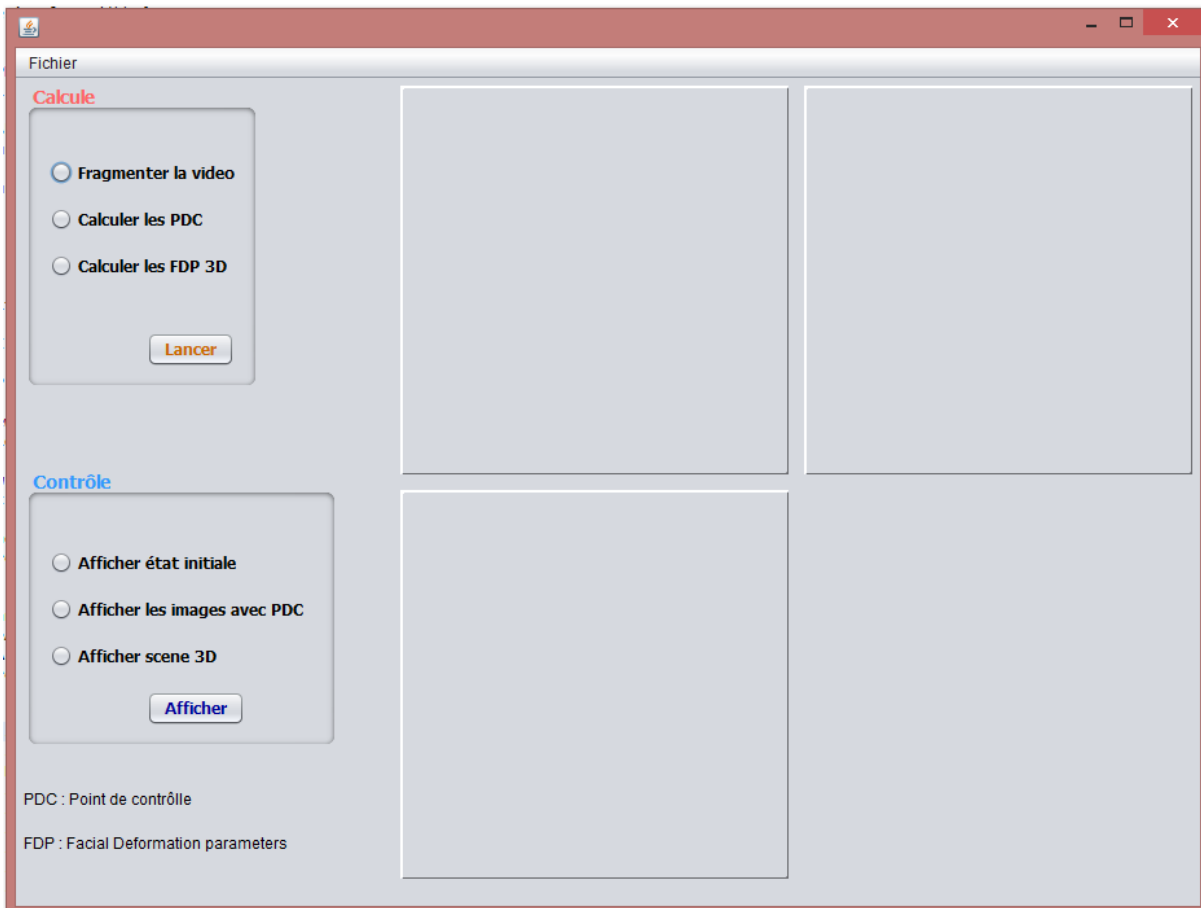 Fichier
Calcule
Fragmenter la video
Calculer les PDC
Calculer les FDP 3D
Lancer
Contrôle
Afficher état initiale
Afficher les images avec PDC
Afficher scene 3D
Afficher
PDC : Point de contrôlle
FDP : Facial Deformation parameters